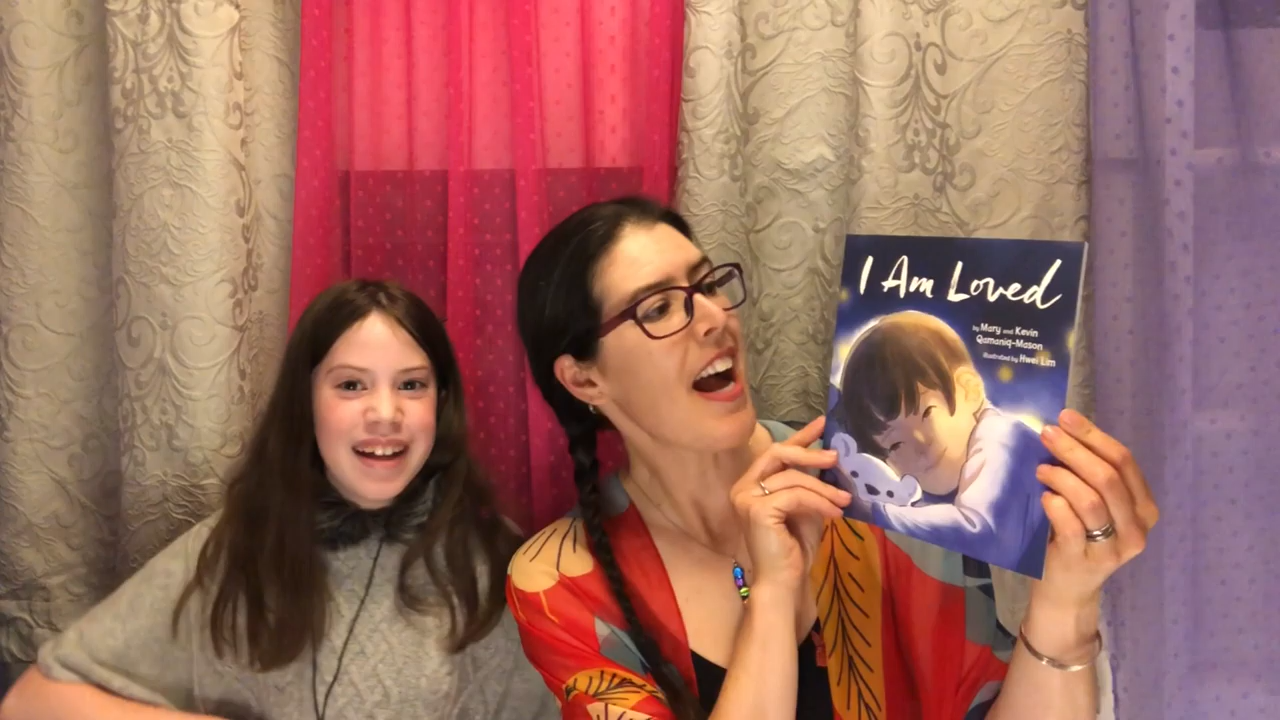 I Am Loved
by Mary and Kevin
Qamaniq-Mason
illustrated by Hwei Lim